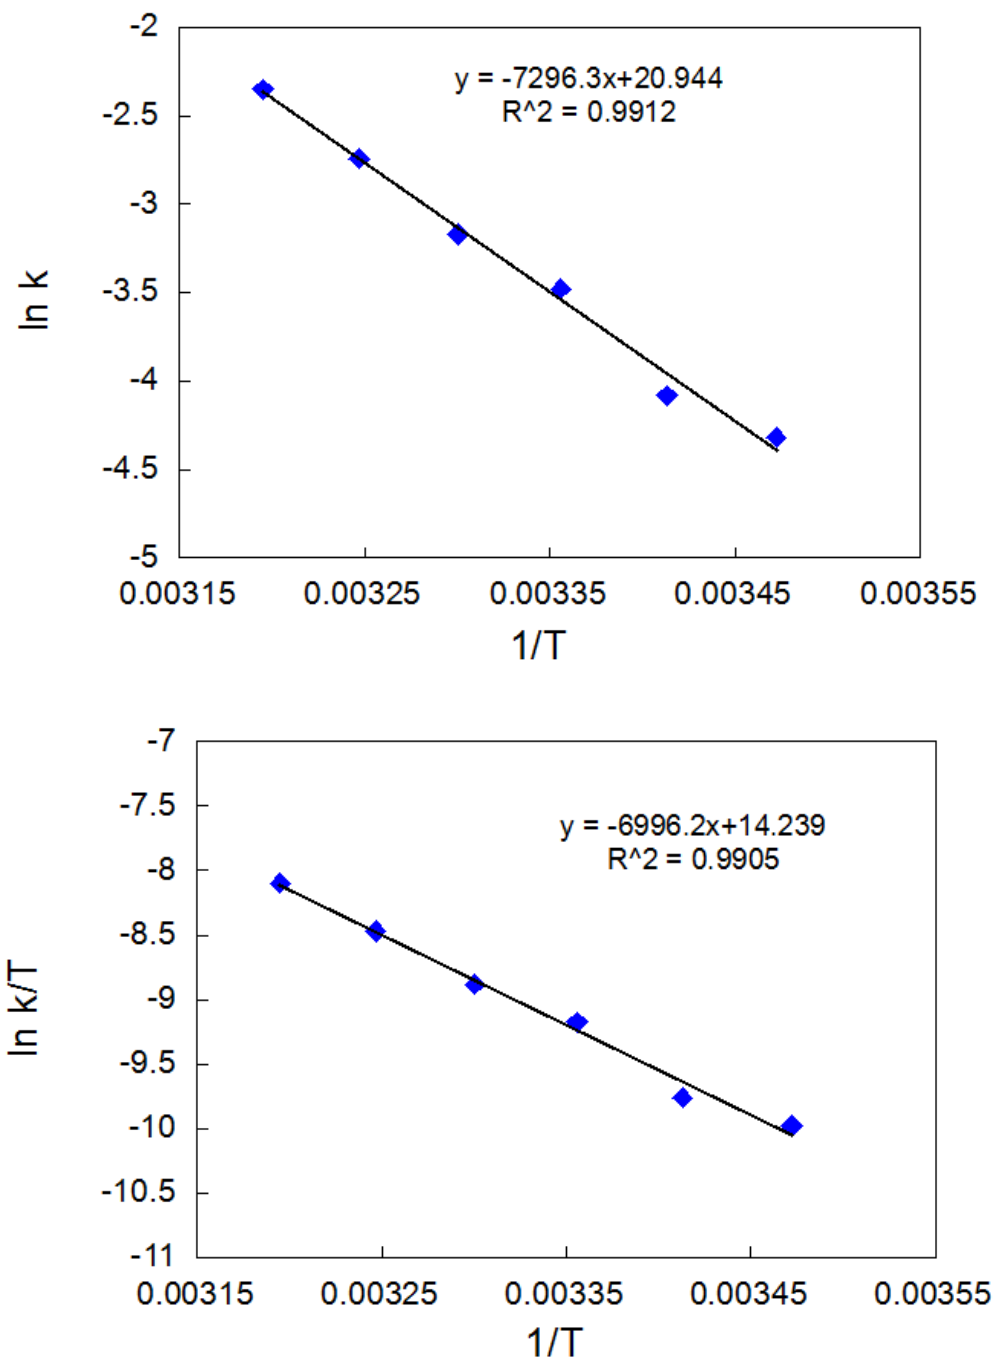 -2
y = -7296.3x+20.944
R^2 = 0.9912
-2.5
-3
ln k
-3.5
-4
-4.5
-5
0.00315 0.00325 0.00335 0.00345 0.00355
1/T
-7
-7.5
y = -6996.2x+14.239
R^2 = 0.9905
-8
-8.5
-9
ln k/T
-9.5
-10
-10.5
-11
0.00315 0.00325 0.00335 0.00345 0.00355
1/T